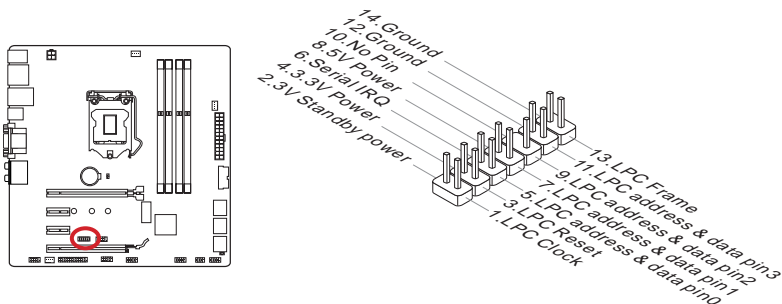 14.Ground
12.Ground
10.No Pin
8.5V Power
6.Serial IRQ
4.3.3V Power
2.3V Standby power
13.LPC Frame
11.LPC address & data pin3
9.LPC address & data pin2
7.LPC address & data pin1
5.LPC address & data pin0
3.LPC Reset
1.LPC Clock